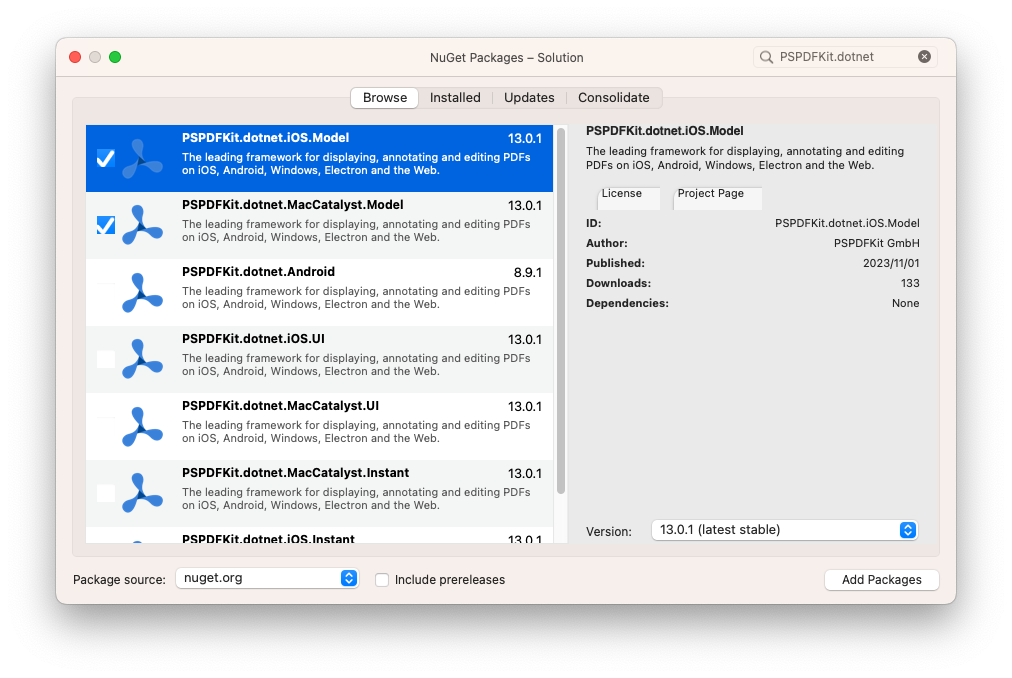 NuGet Packages – Solution
PSPDFKit.dotnet
Browse
Installed
Updates
Consolidate
PSPDFKit.dotnet.iOS.Model
13.0.1
The leading framework for displaying, annotating and editing PDFs
on iOS, Android, Windows, Electron and the Web.
PSPDFKit.dotnet.MacCatalyst.Model
13.0.1
The leading framework for displaying, annotating and editing PDFs
on iOS, Android, Windows, Electron and the Web.
PSPDFKit.dotnet.Android
8.9.1
The leading framework for displaying, annotating and editing PDFs
on iOS, Android, Windows, Electron and the Web.
PSPDFKit.dotnet.iOS.UI
13.0.1
The leading framework for displaying, annotating and editing PDFs
on iOS, Android, Windows, Electron and the Web.
PSPDFKit.dotnet.MacCatalyst.UI
13.0.1
The leading framework for displaying, annotating and editing PDFs
on iOS, Android, Windows, Electron and the Web.
PSPDFKit.dotnet.MacCatalyst.Instant
13.0.1
The leading framework for displaying, annotating and editing PDFs
on iOS, Android, Windows, Electron and the Web.
PSPDFKit.dotnet.iOS.Instant
13.0.1
PSPDFKit.dotnet.iOS.Model
The leading framework for displaying, annotating and editing
PDFs on iOS, Android, Windows, Electron and the Web.
License
Project Page
ID: PSPDFKit.dotnet.iOS.Model
Author: PSPDFKit GmbH
Published: 2023/11/01
Downloads: 133
Dependencies: None
Version: 13.0.1 (latest stable)
Package source: nuget.org
Include prereleases
Add Packages